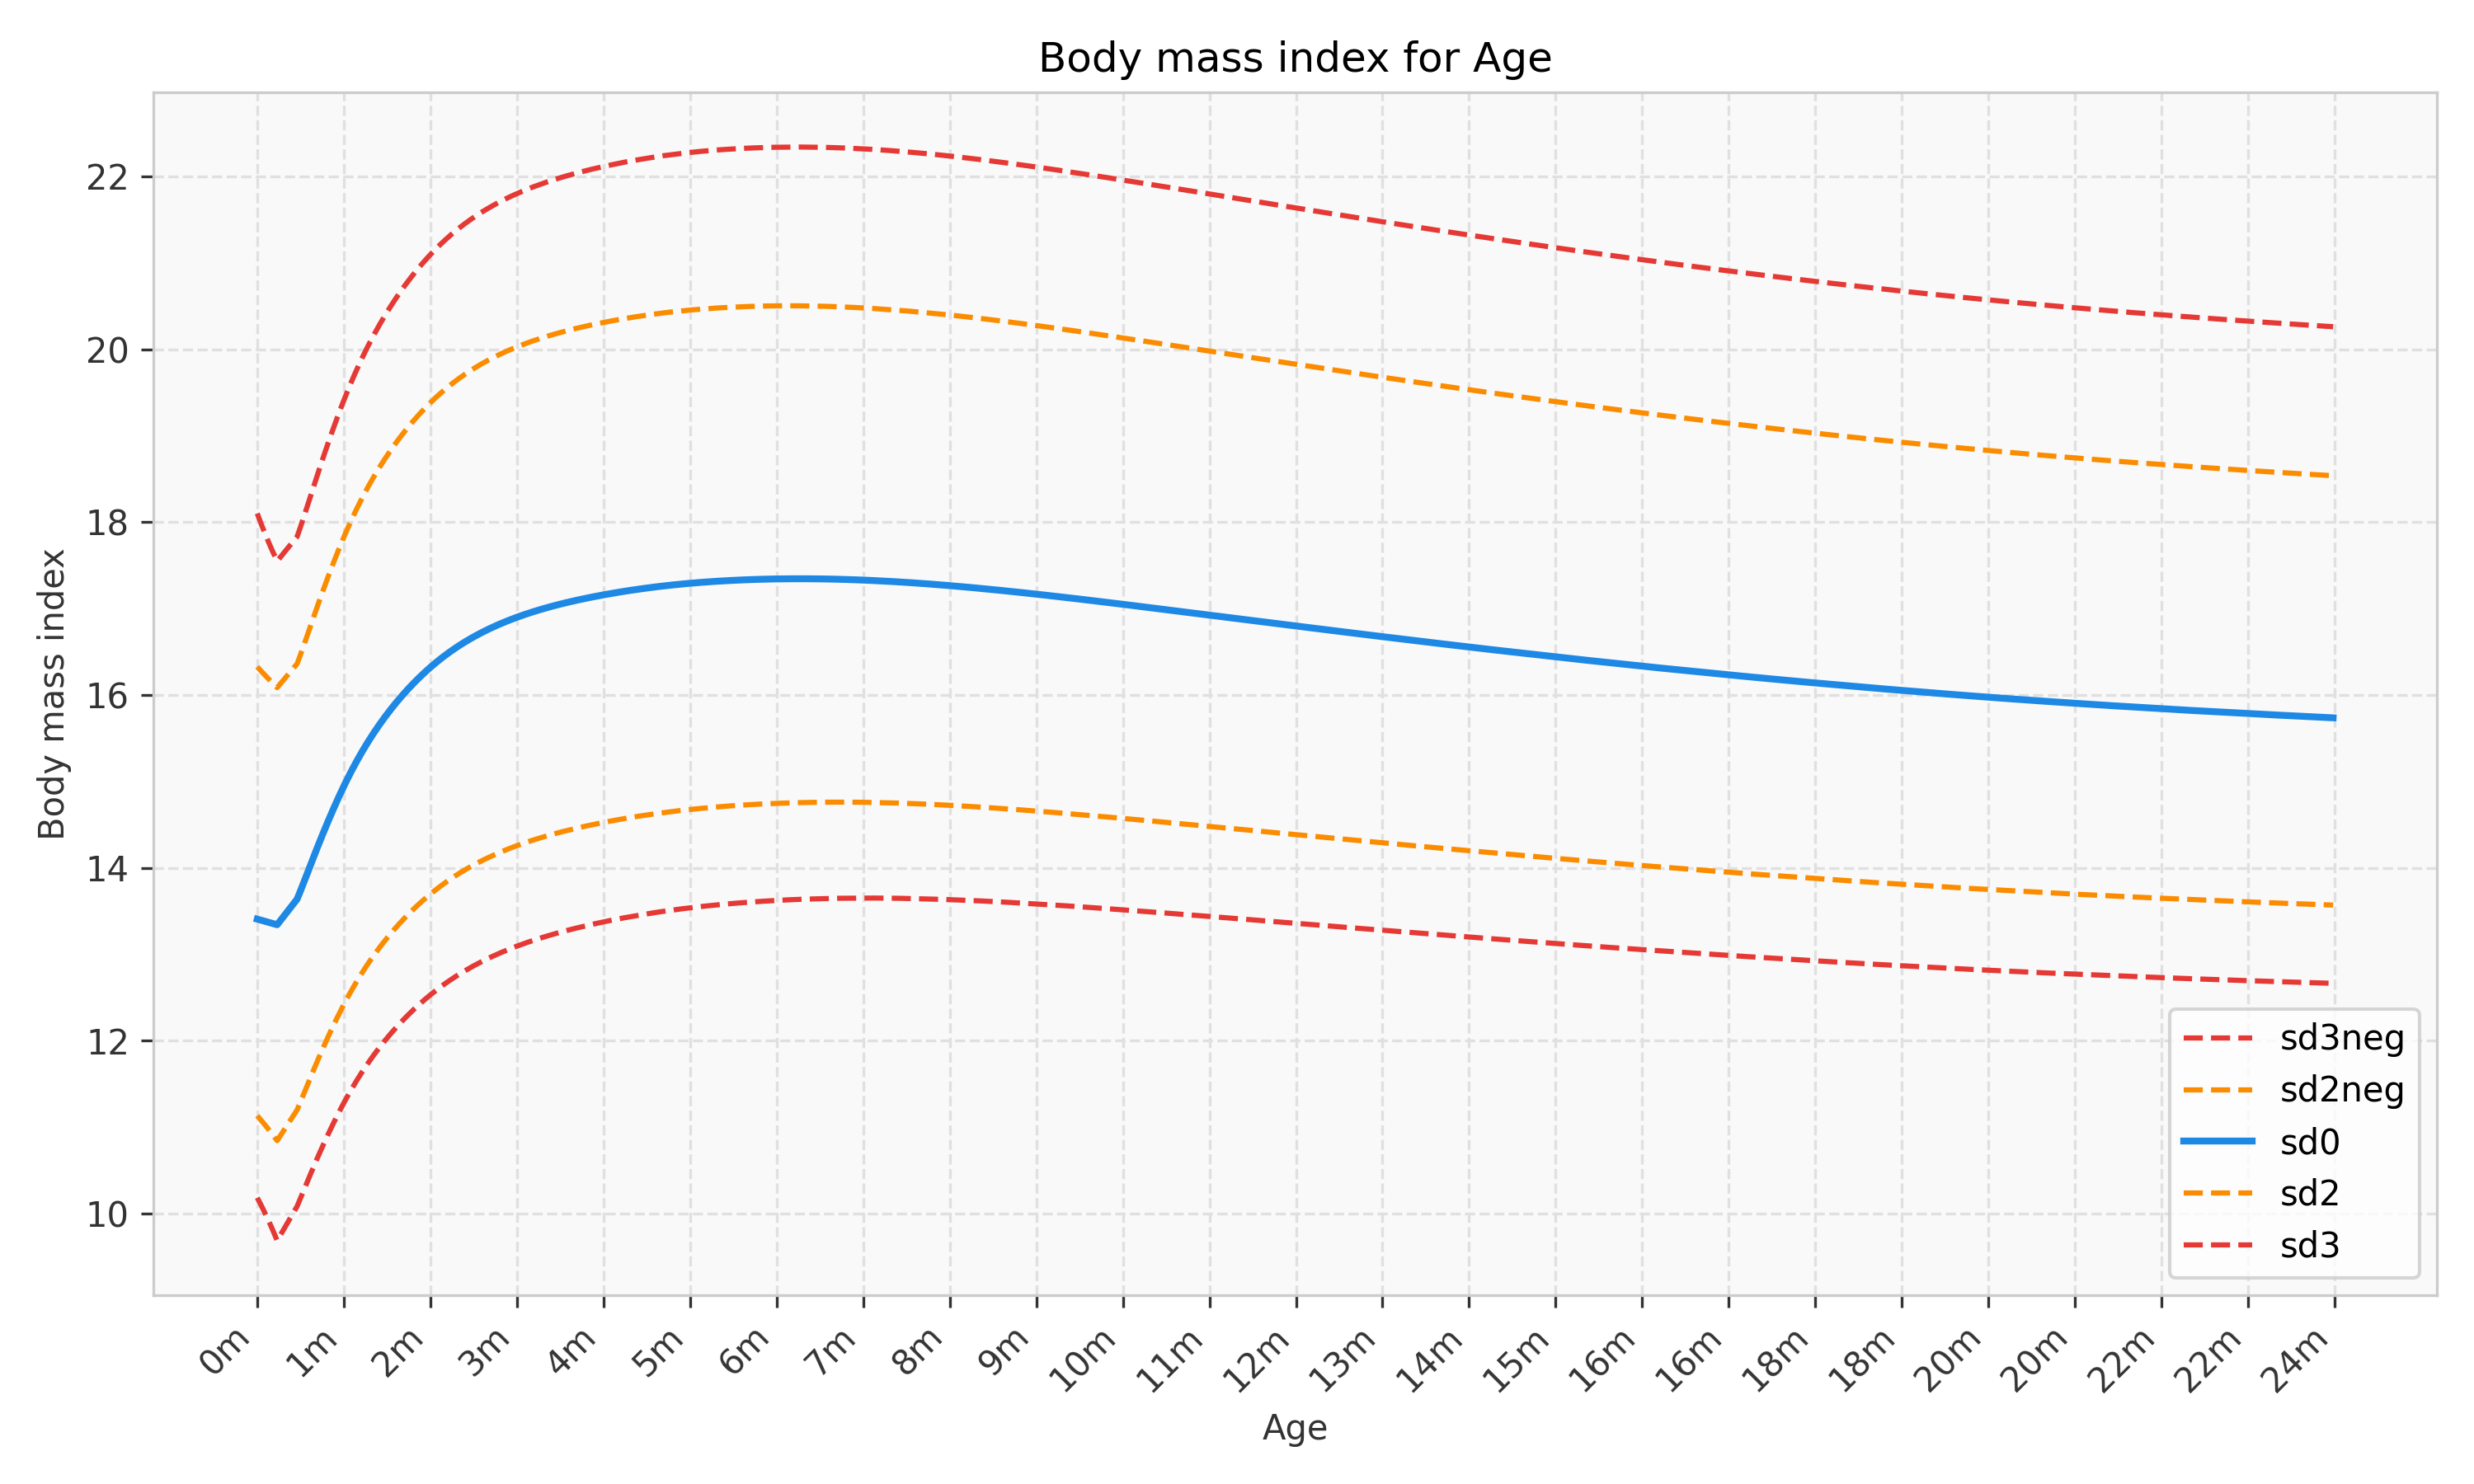 Body mass index for Age
Body mass index
22
20
18
16
14
12
10
0m
1m
2m
3m
4m
5m
6m
7m
8m
9m
10m
11m
12m
13m
14m
15m
16m
16m
18m
18m
20m
20m
22m
22m
24m
Age
sd3neg
sd2neg
sd0
sd2
sd3